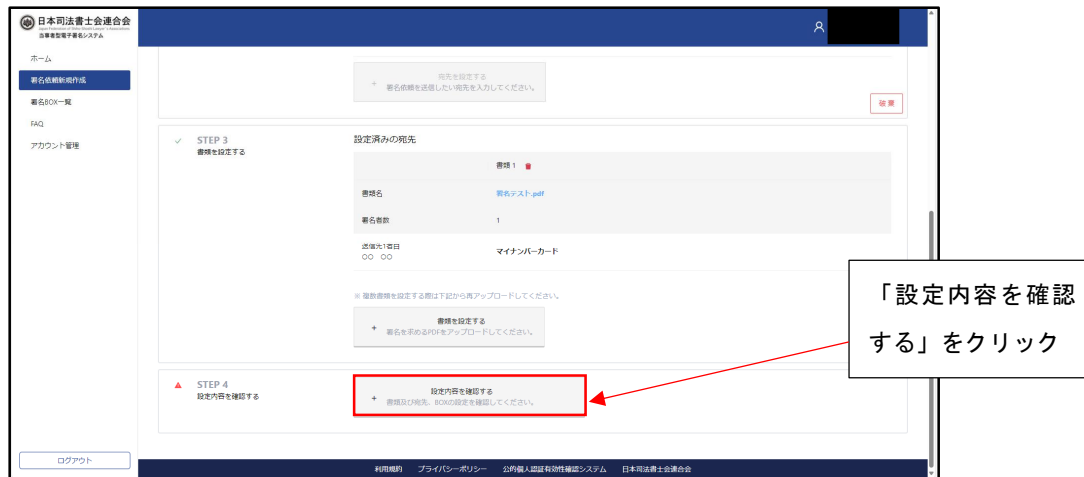 日本司法書士会連合会
Japan Federation of Shiho-Shoshi Lawyer's Associations
当事者型電子署名システム
ホーム
署名依頼新規作成
署名BOX一覧
FAQ
アカウント管理
ログアウト
+ 宛先を設定する
署名依頼を送信したい宛先を入力してください。
破棄
STEP 3
書類を設定する
設定済みの宛先
書類 1
書類名 署名テスト.pdf
署名者数 1
送信先1番目
○○ ○○
マイナンバーカード
※ 複数書類を設定する際は下記から再アップロードしてください。
+ 書類を設定する
署名を求めるPDFをアップロードしてください。
STEP 4
設定内容を確認する
+ 設定内容を確認する
書類及び宛先、BOXの設定を確認してください。
「設定内容を確認
する」をクリック
利用規約 プライバシーポリシー 公的個人認証有効性確認システム 日本司法書士会連合会